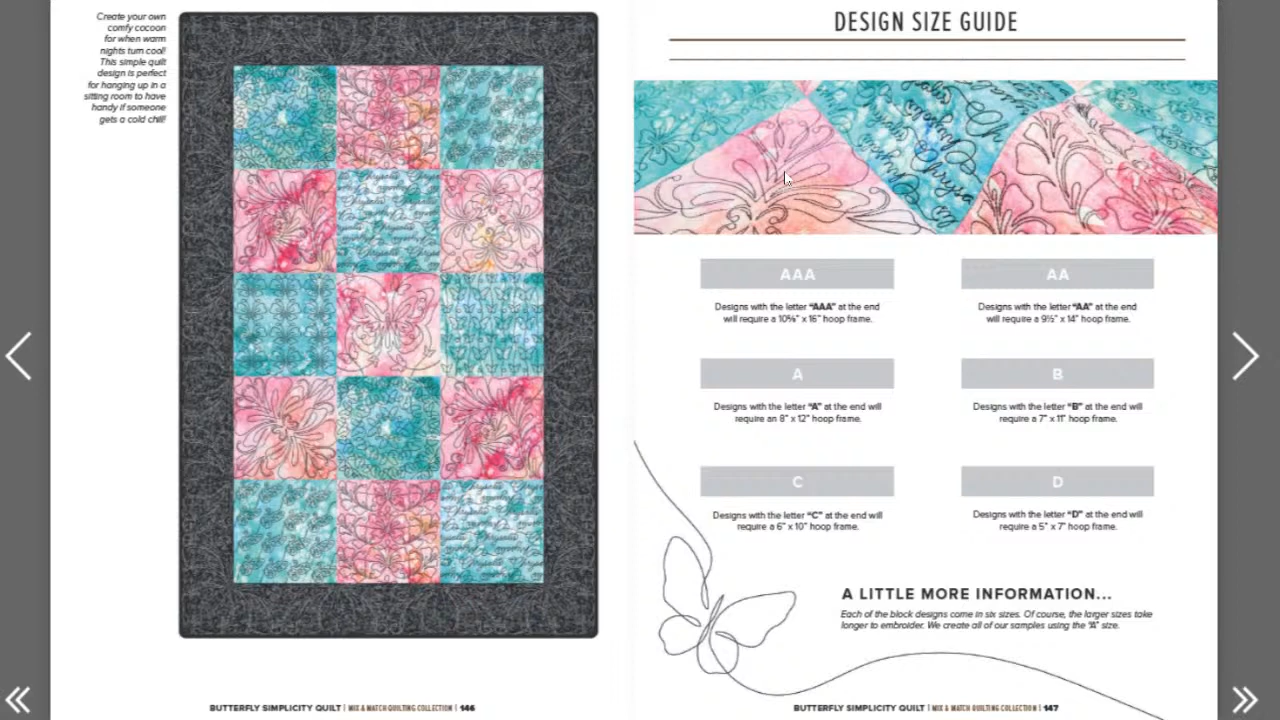 Create your own
comfy cocoon
for when warm
nights turn cool!
This simple quilt
design is perfect
for hanging up in a
sitting room to have
handy if someone
gets a cold chill!
BUTTERFLY SIMPLICITY QUILT | MIX & MATCH QUILTING COLLECTION | 146
DESIGN SIZE GUIDE
AAA
Designs with the letter “AAA” at the end
will require a 10⅝” x 16” hoop frame.
AA
Designs with the letter “AA” at the end
will require a 9½” x 14” hoop frame.
A
Designs with the letter “A” at the end will
require an 8” x 12” hoop frame.
B
Designs with the letter “B” at the end will
require a 7” x 11” hoop frame.
C
Designs with the letter “C” at the end will
require a 6” x 10” hoop frame.
D
Designs with the letter “D” at the end will
require a 5” x 7” hoop frame.
A LITTLE MORE INFORMATION...
Each of the block designs come in six sizes. Of course, the larger sizes take
longer to embroider. We create all of our samples using the “A” size.
BUTTERFLY SIMPLICITY QUILT | MIX & MATCH QUILTING COLLECTION | 147